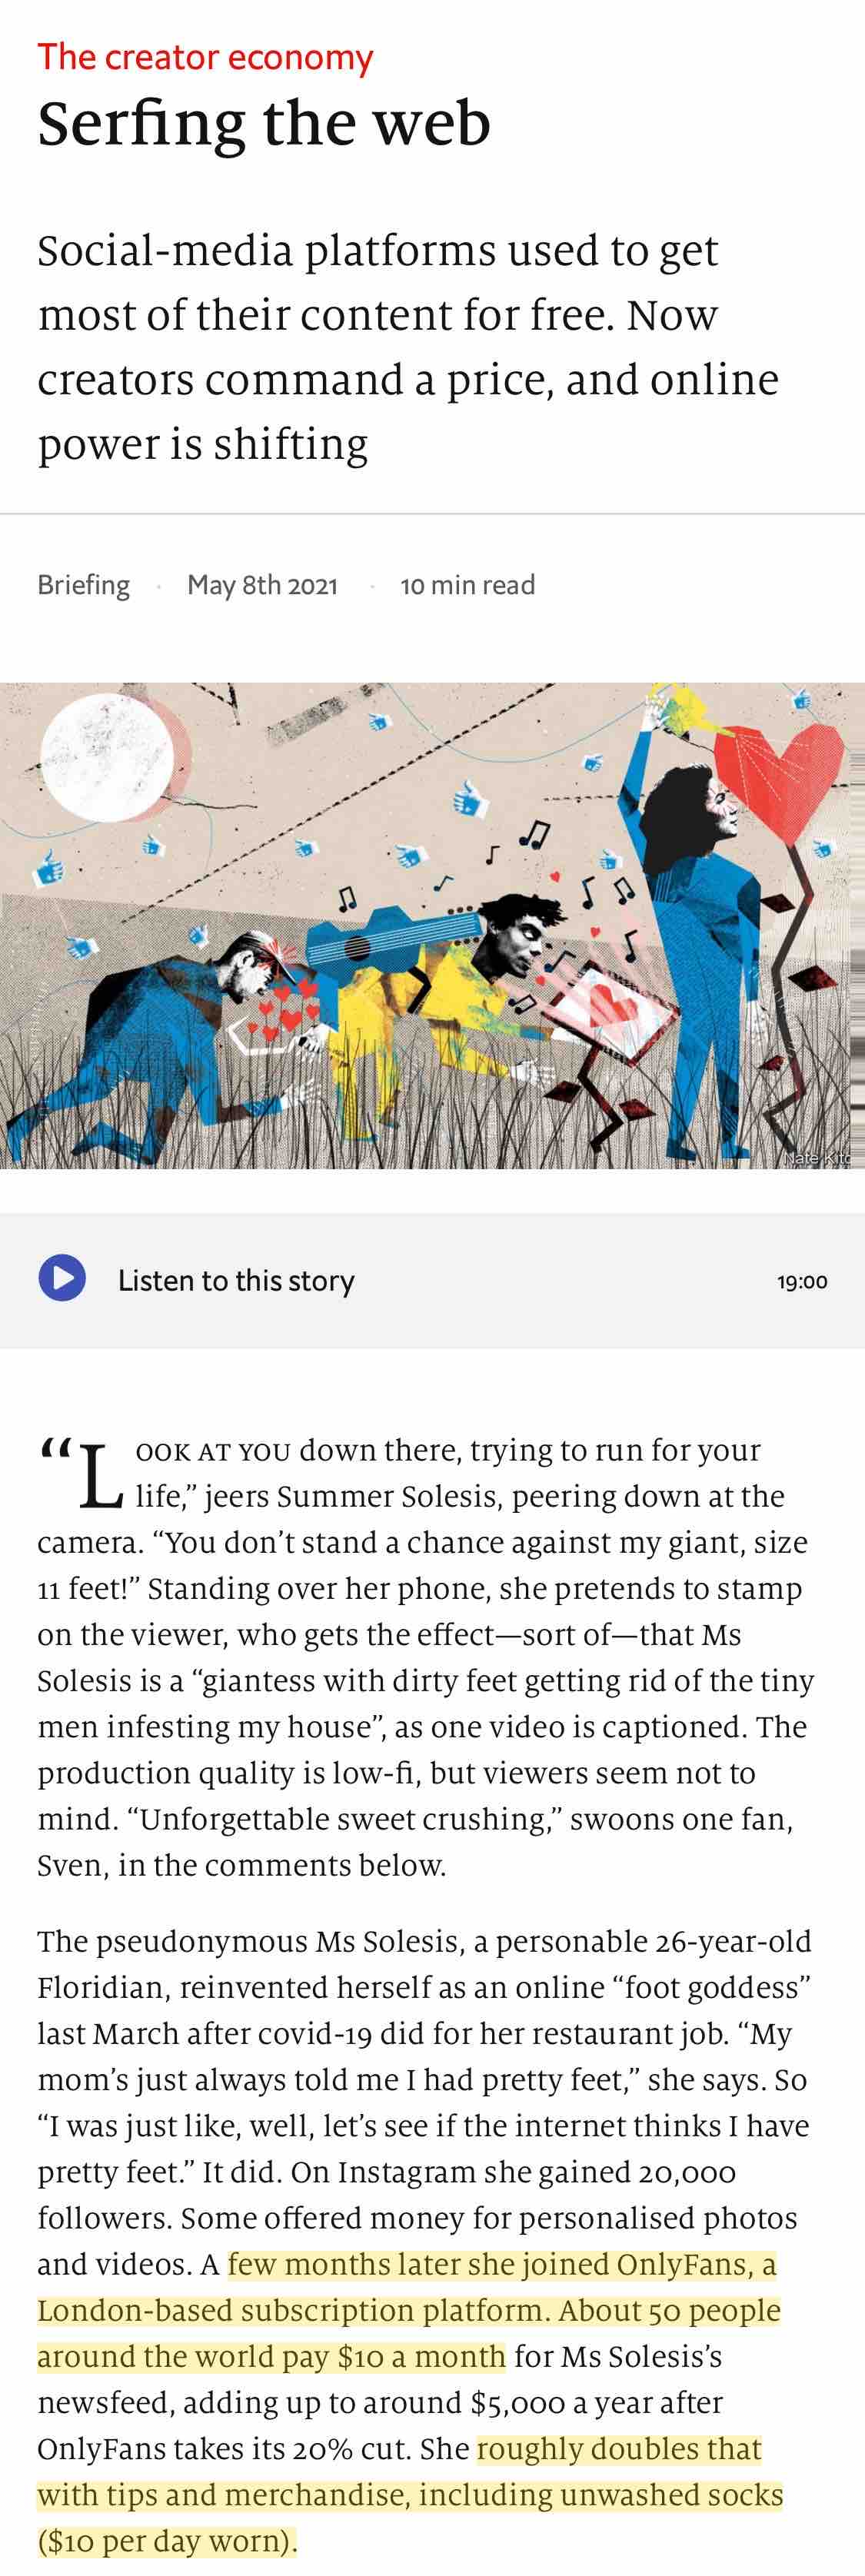 The creator economy
Serfing the web
Social-media platforms used to get
most of their content for free. Now
creators command a price, and online
power is shifting
Briefing · May 8th 2021 · 10 min read
Nate Kitc
Listen to this story 19:00
“LOOK AT YOU down there, trying to run for your
life,” jeers Summer Solesis, peering down at the
camera. “You don’t stand a chance against my giant, size
11 feet!” Standing over her phone, she pretends to stamp
on the viewer, who gets the effect—sort of—that Ms
Solesis is a “giantess with dirty feet getting rid of the tiny
men infesting my house”, as one video is captioned. The
production quality is low-fi, but viewers seem not to
mind. “Unforgettable sweet crushing,” swoons one fan,
Sven, in the comments below.
The pseudonymous Ms Solesis, a personable 26-year-old
Floridian, reinvented herself as an online “foot goddess”
last March after covid-19 did for her restaurant job. “My
mom’s just always told me I had pretty feet,” she says. So
“I was just like, well, let’s see if the internet thinks I have
pretty feet.” It did. On Instagram she gained 20,000
followers. Some offered money for personalised photos
and videos. A few months later she joined OnlyFans, a
London-based subscription platform. About 50 people
around the world pay $10 a month for Ms Solesis’s
newsfeed, adding up to around $5,000 a year after
OnlyFans takes its 20% cut. She roughly doubles that
with tips and merchandise, including unwashed socks
($10 per day worn).